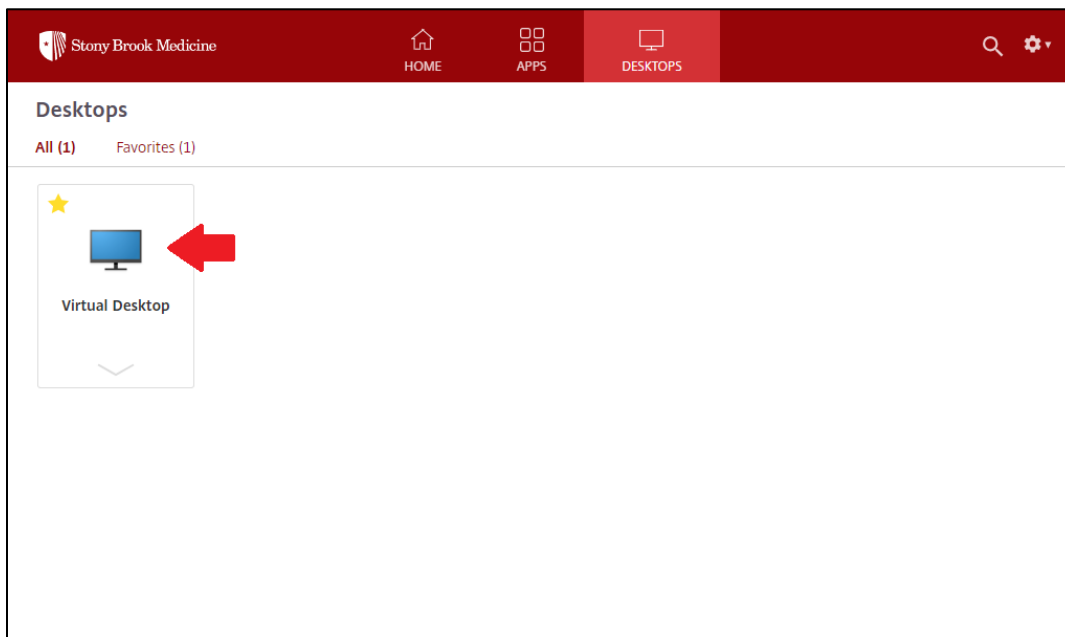 Stony Brook Medicine
HOME
APPS
DESKTOPS
Desktops
All (1) Favorites (1)
Virtual Desktop